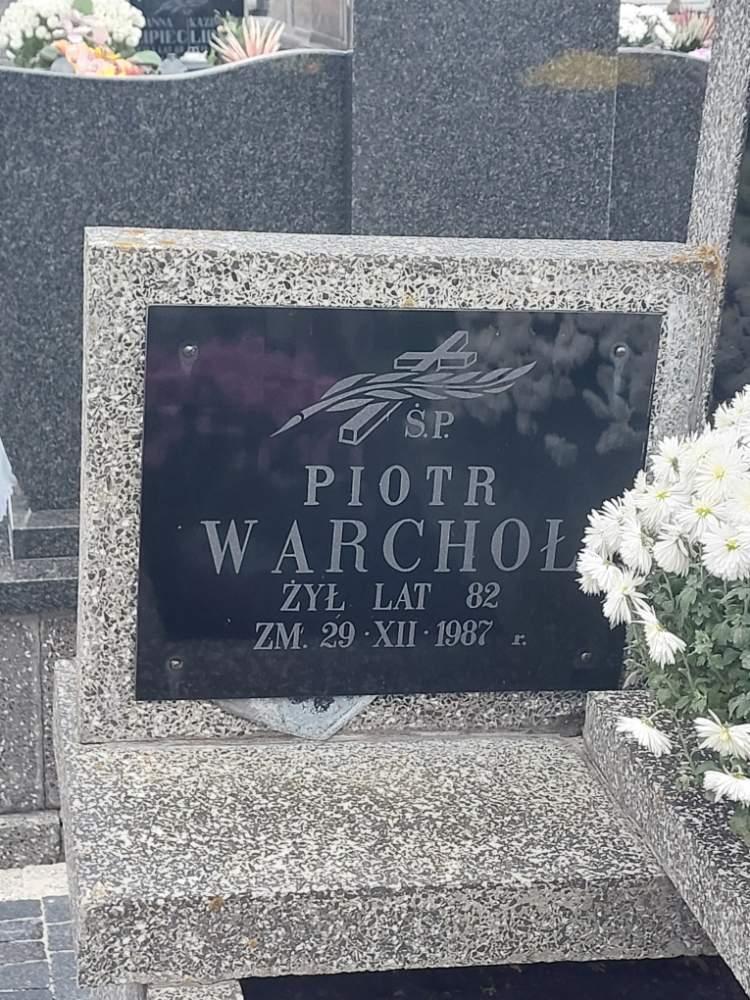 Ś.P.
PIOTR
WARCHOŁ
ŻYŁ LAT 82
ZM. 29·XII·1987 r.